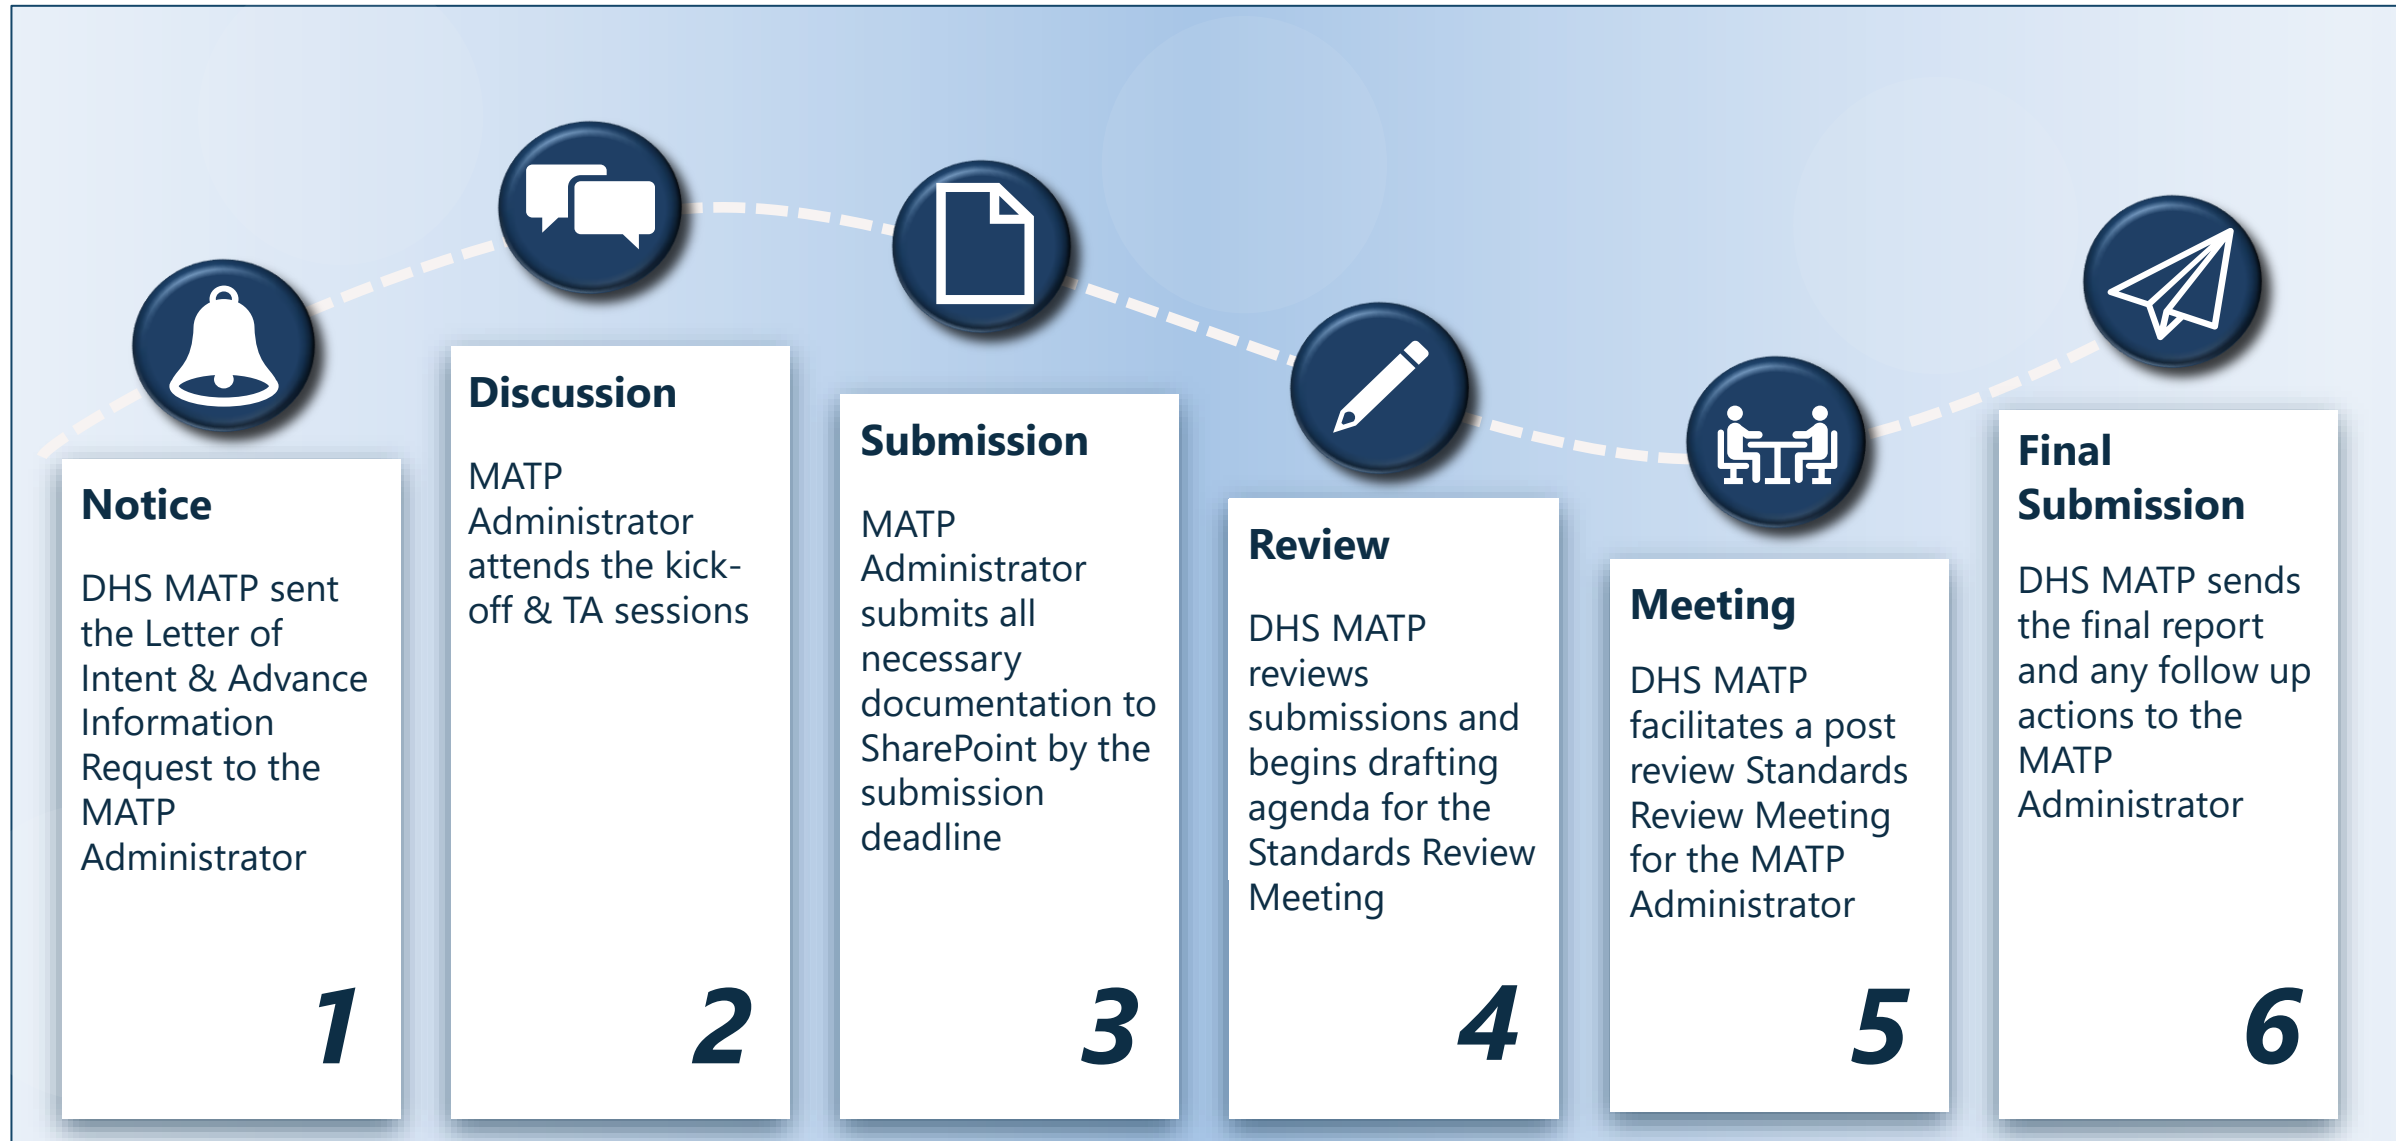 Notice
DHS MATP sent
the Letter of
Intent & Advance
Information
Request to the
MATP
Administrator
1
Discussion
MATP
Administrator
attends the kick-
off & TA sessions
2
Submission
MATP
Administrator
submits all
necessary
documentation to
SharePoint by the
submission
deadline
3
Review
DHS MATP
reviews
submissions and
begins drafting
agenda for the
Standards Review
Meeting
4
Meeting
DHS MATP
facilitates a post
review Standards
Review Meeting
for the MATP
Administrator
5
Final
Submission
DHS MATP sends
the final report
and any follow up
actions to the
MATP
Administrator
6